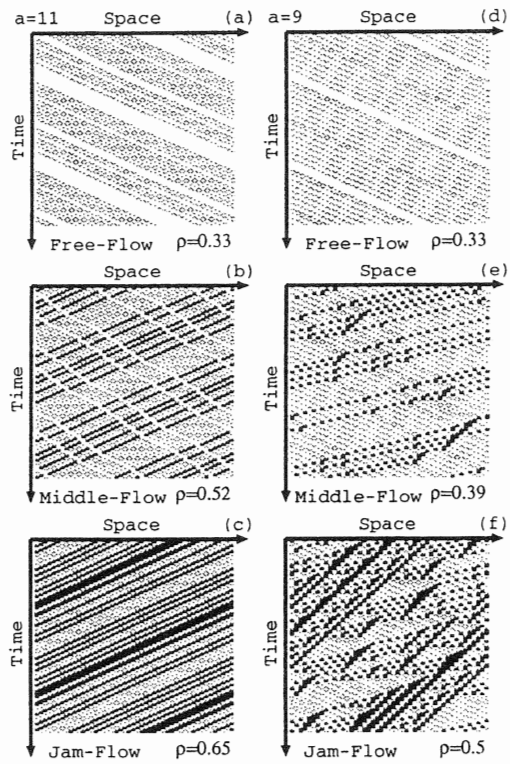 a=11 Space (a)
Time
Free-Flow ρ=0.33
a=9 Space (d)
Time
Free-Flow ρ=0.33
Space (b)
Time
Middle-Flow ρ=0.52
Space (e)
Time
Middle-Flow ρ=0.39
Space (c)
Time
Jam-Flow ρ=0.65
Space (f)
Time
Jam-Flow ρ=0.5